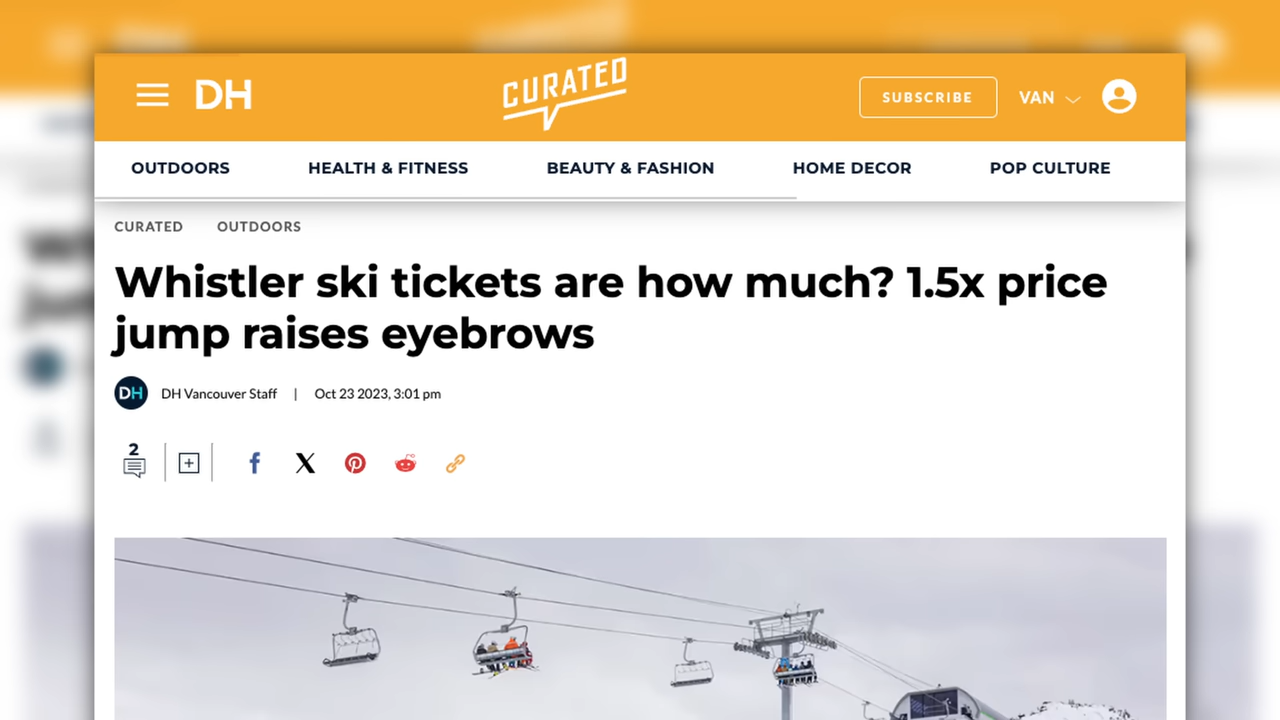 DH
CURATED
SUBSCRIBE
VAN
OUTDOORS
HEALTH & FITNESS
BEAUTY & FASHION
HOME DECOR
POP CULTURE
CURATED
OUTDOORS
Whistler ski tickets are how much? 1.5x price
jump raises eyebrows
DH
DH Vancouver Staff | Oct 23 2023, 3:01 pm
2